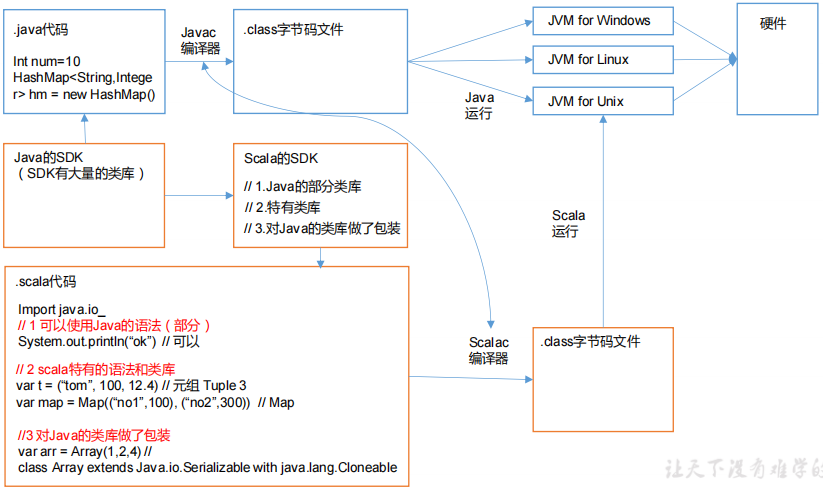 .java代码
Int num=10
HashMap<String,Intege
r> hm = new HashMap()
Javac
编译器
.class字节码文件
JVM for Windows
JVM for Linux
JVM for Unix
硬件
Java
运行
Java的SDK
（SDK有大量的类库）
Scala的SDK
// 1.Java的部分类库
// 2.特有类库
// 3.对Java的类库做了包装
Scala
运行
.scala代码
Import java.io_
// 1 可以使用Java的语法（部分）
System.out.println(“ok”) // 可以
// 2 scala特有的语法和类库
var t = (“tom”, 100, 12.4) // 元组 Tuple 3
var map = Map((“no1”,100), (“no2”,300)) // Map
//3 对Java的类库做了包装
var arr = Array(1,2,4) //
class Array extends Java.io.Serializable with java.lang.Cloneable
Scalac
编译器
.class字节码文件
让天下没有难学的